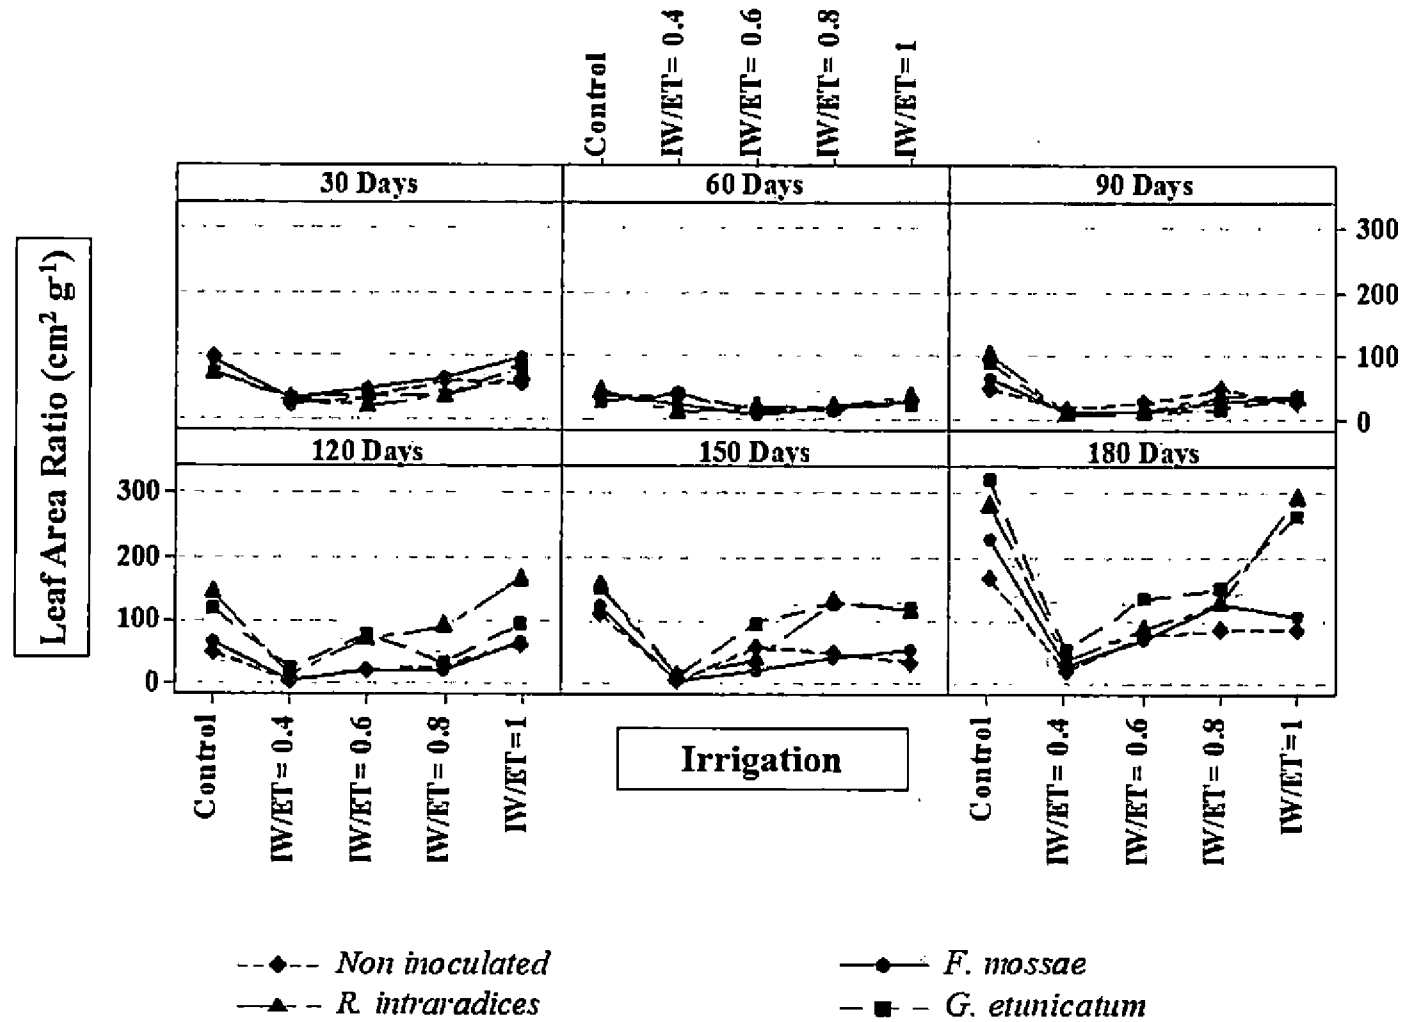 Control
IW/ET= 0.4
IW/ET= 0.6
IW/ET= 0.8
IW/ET=1
30 Days
60 Days
90 Days
300
200
100
0
Leaf Area Ratio (cm² g⁻¹)
120 Days
150 Days
180 Days
300
200
100
0
Control
IW/ET= 0.4
IW/ET= 0.6
IW/ET= 0.8
IW/ET=1
Irrigation
Control
IW/ET= 0.4
IW/ET= 0.6
IW/ET= 0.8
IW/ET=1
Non inoculated
F. mossae
R. intraradices
G. etunicatum